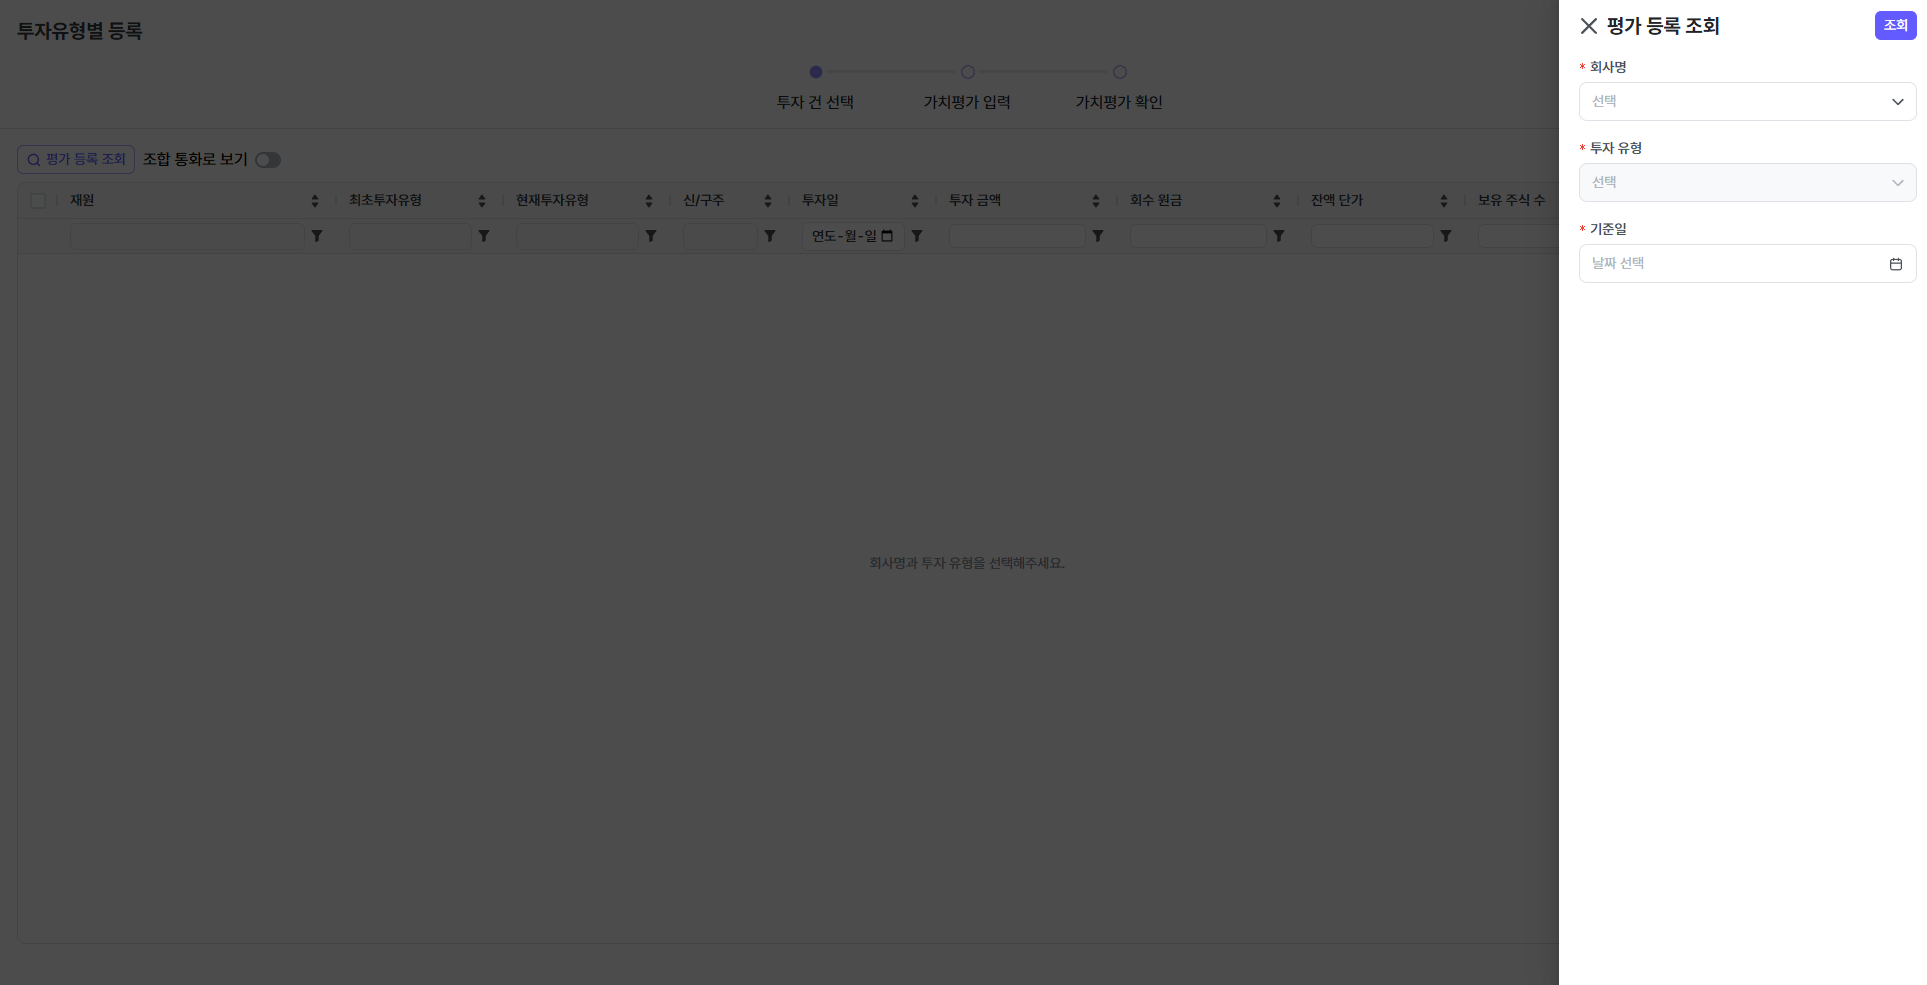 투자유형별 등록
투자 건 선택
가치평가 입력
가치평가 확인
평가 등록 조회
조합 통화로 보기
재원
최초투자유형
현재투자유형
신/구주
투자일
투자 금액
회수 원금
잔액 단가
보유 주식 수
연도-월-일
회사명과 투자 유형을 선택해주세요.
평가 등록 조회
조회
* 회사명
선택
* 투자 유형
선택
* 기준일
날짜 선택